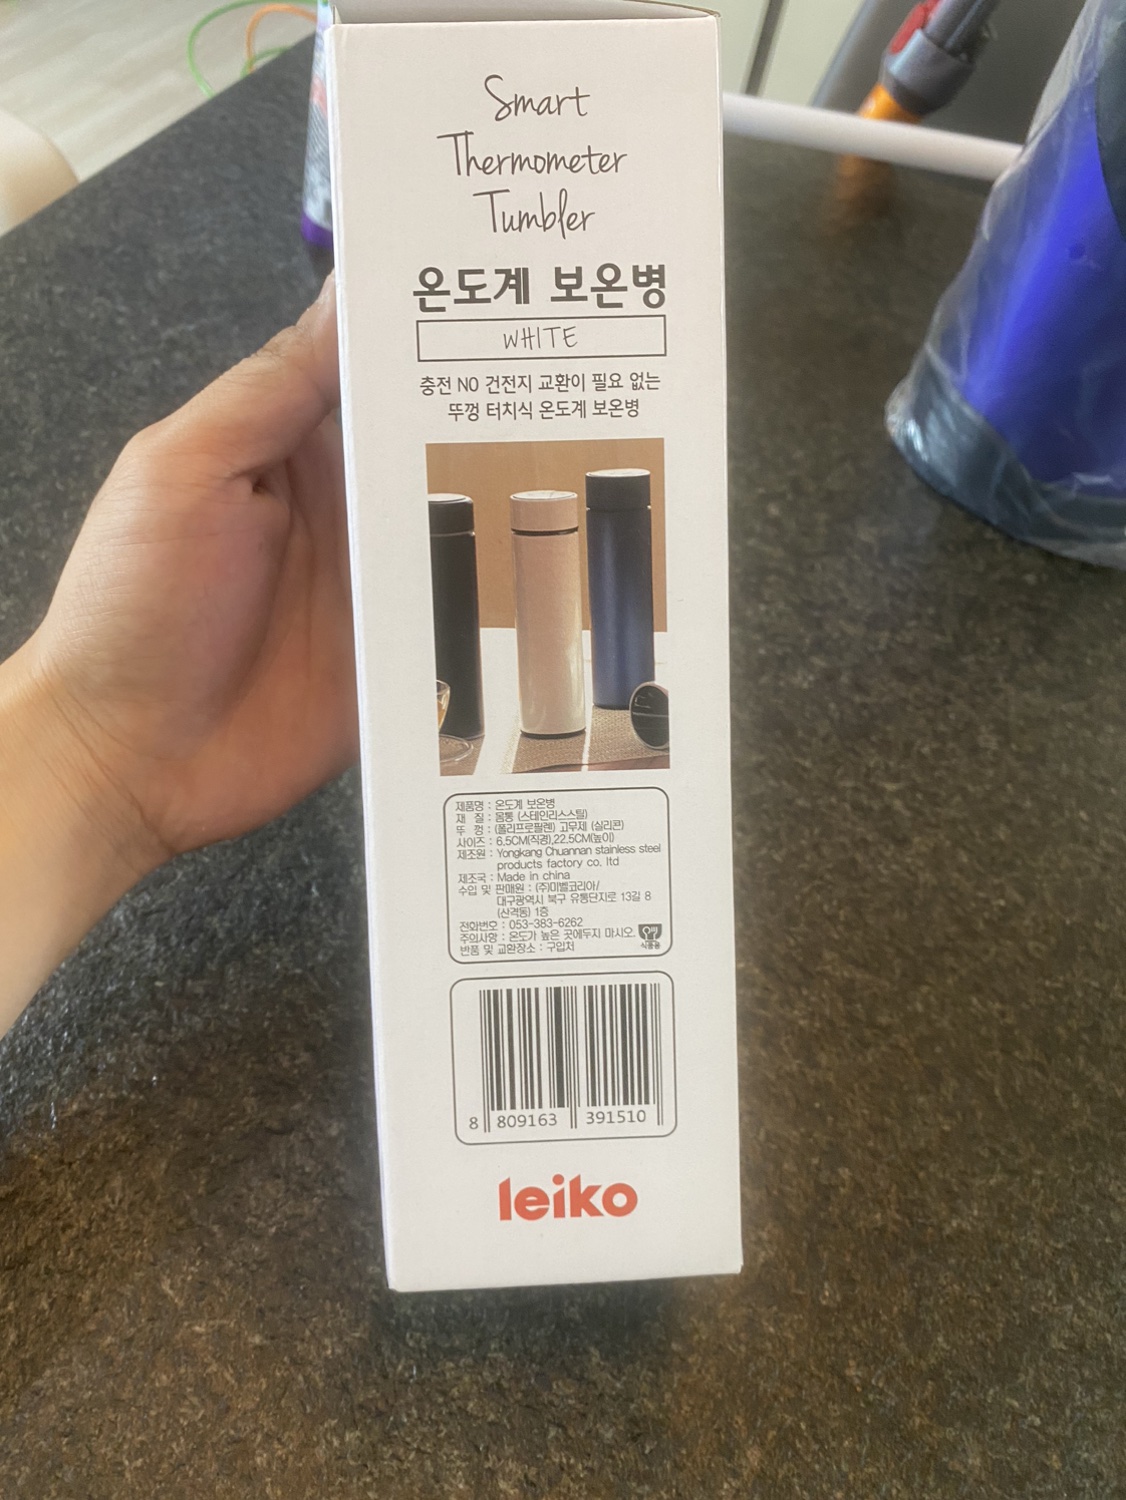 Smart
Thermometer
Tumbler
온도계 보온병
WHITE
충전 NO 건전지 교환이 필요 없는
뚜껑 터치식 온도계 보온병
제품명 : 온도계 보온병
재 질 : 몸통 (스테인리스스틸)
뚜 껑 : (폴리프로필렌) 고무제 (실리콘)
사이즈 : 6.5CM(직경),22.5CM(높이)
제조원 : Yongkang Chuannan stainless steel
products factory co. ltd
제조국 : Made in china
수입 및 판매원 : (주)미벨코리아/
대구광역시 북구 유통단지로 13길 8
(산격동) 1층
전화번호 : 053-383-6262
주의사항 : 온도가 높은 곳에두지 마시오.
반품 및 교환장소 : 구입처
식품용
8 809163 391510
leiko